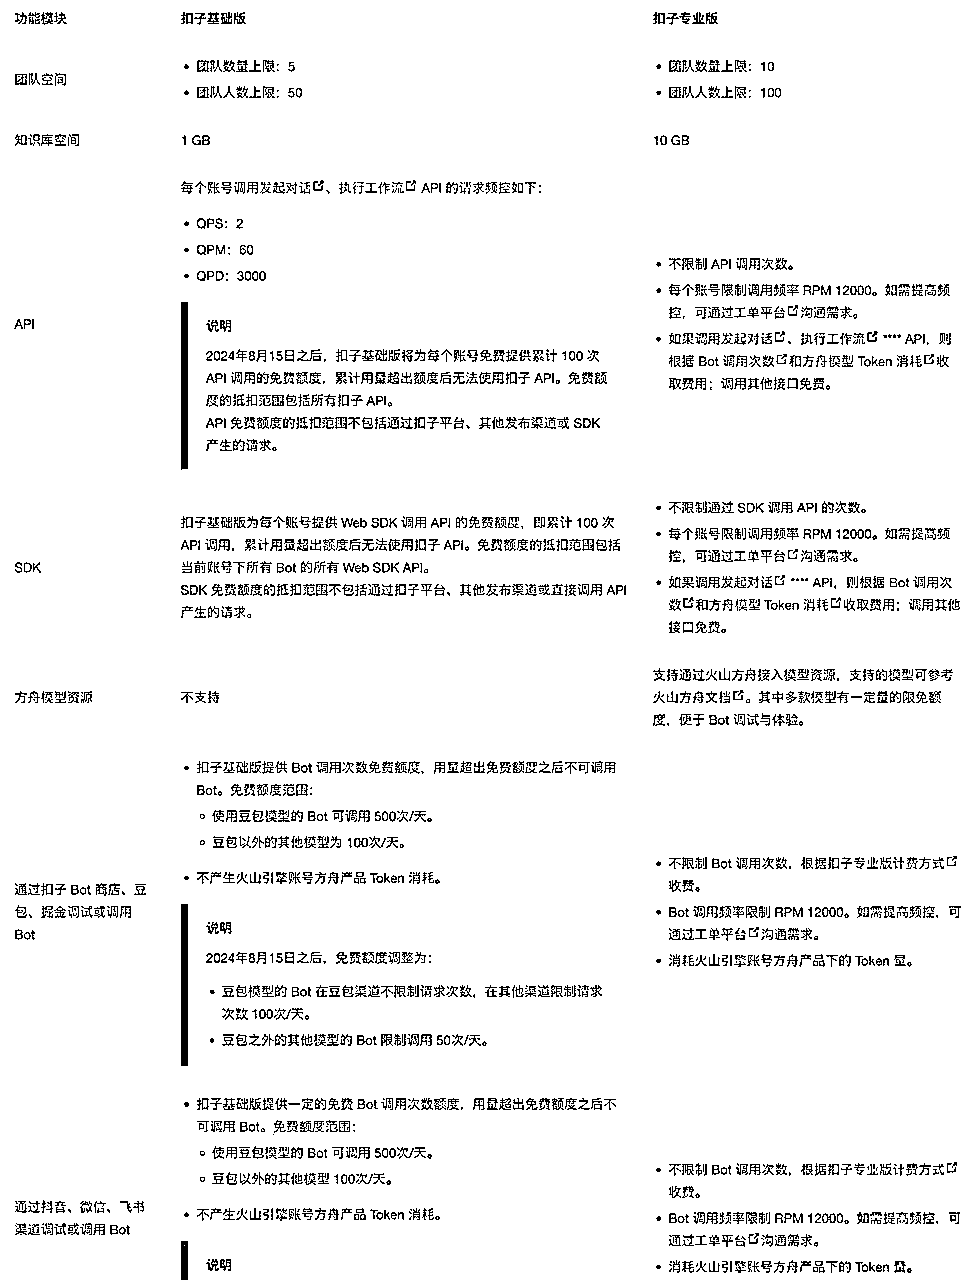 功能模块
扣子基础版
扣子专业版
团队空间
• 团队数量上限：5
• 团队人数上限：50
• 团队数量上限：10
• 团队人数上限：100
知识库空间
1 GB
10 GB
API
每个账号调用发起对话、执行工作流 API 的请求频控如下：
• QPS：2
• QPM：60
• QPD：3000
说明
2024年8月15日之后，扣子基础版将为每个账号免费提供累计 100 次
API 调用的免费额度，累计用量超出额度后无法使用扣子 API。免费额
度的抵扣范围包括所有扣子 API。
API 免费额度的抵扣范围不包括通过扣子平台、其他发布渠道或 SDK
产生的请求。
• 不限制 API 调用次数。
• 每个账号限制调用频率 RPM 12000。如需提高频
控，可通过工单平台沟通需求。
• 如果调用发起对话、执行工作流 **** API，则
根据 Bot 调用次数和方舟模型 Token 消耗收
取费用；调用其他接口免费。
SDK
扣子基础版为每个账号提供 Web SDK 调用 API 的免费额度，即累计 100 次
API 调用，累计用量超出额度后无法使用扣子 API。免费额度的抵扣范围包括
当前账号下所有 Bot 的所有 Web SDK API。
SDK 免费额度的抵扣范围不包括通过扣子平台、其他发布渠道或直接调用 API
产生的请求。
• 不限制通过 SDK 调用 API 的次数。
• 每个账号限制调用频率 RPM 12000。如需提高频
控，可通过工单平台沟通需求。
• 如果调用发起对话 **** API，则根据 Bot 调用次
数和方舟模型 Token 消耗收取费用；调用其他
接口免费。
方舟模型资源
不支持
支持通过火山方舟接入模型资源，支持的模型可参考
火山方舟文档。其中多款模型有一定量的限免额
度，便于 Bot 调试与体验。
通过扣子 Bot 商店、豆
包、掘金调试或调用
Bot
• 扣子基础版提供 Bot 调用次数免费额度，用量超出免费额度之后不可调用
Bot。免费额度范围：
◦ 使用豆包模型的 Bot 可调用 500次/天。
◦ 豆包以外的其他模型为 100次/天。
• 不产生火山引擎账号方舟产品 Token 消耗。
说明
2024年8月15日之后，免费额度调整为：
• 豆包模型的 Bot 在豆包渠道不限制请求次数，在其他渠道限制请求
次数 100次/天。
• 豆包之外的其他模型的 Bot 限制调用 50次/天。
• 不限制 Bot 调用次数，根据扣子专业版计费方式
收费。
• Bot 调用频率限制 RPM 12000。如需提高频控，可
通过工单平台沟通需求。
• 消耗火山引擎账号方舟产品下的 Token 量。
通过抖音、微信、飞书
渠道调试或调用 Bot
• 扣子基础版提供一定的免费 Bot 调用次数额度，用量超出免费额度之后不
可调用 Bot。免费额度范围：
◦ 使用豆包模型的 Bot 可调用 500次/天。
◦ 豆包以外的其他模型 100次/天。
• 不产生火山引擎账号方舟产品 Token 消耗。
说明
• 不限制 Bot 调用次数，根据扣子专业版计费方式
收费。
• Bot 调用频率限制 RPM 12000。如需提高频控，可
通过工单平台沟通需求。
• 消耗火山引擎账号方舟产品下的 Token 量。